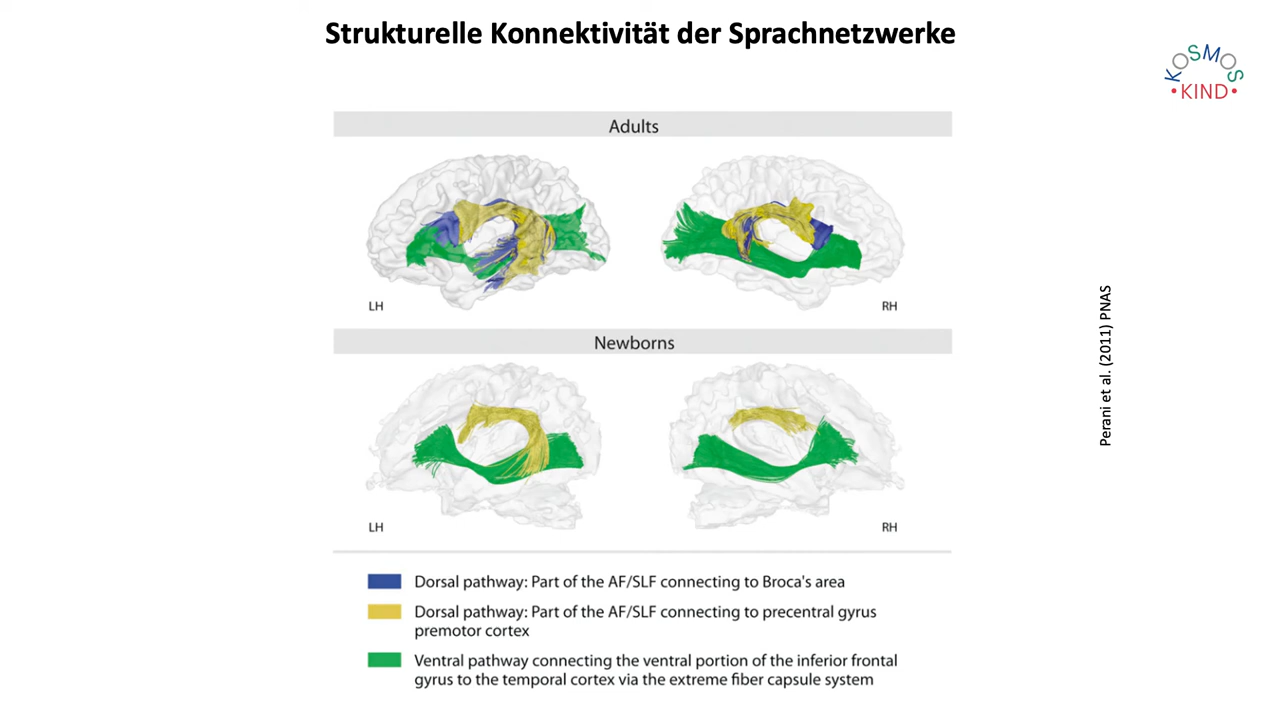 Strukturelle Konnektivität der Sprachnetzwerke
KOSMOS
•KIND•
Adults
LH
RH
Newborns
LH
RH
Dorsal pathway: Part of the AF/SLF connecting to Broca's area
Dorsal pathway: Part of the AF/SLF connecting to precentral gyrus
premotor cortex
Ventral pathway connecting the ventral portion of the inferior frontal
gyrus to the temporal cortex via the extreme fiber capsule system
Perani et al. (2011) PNAS